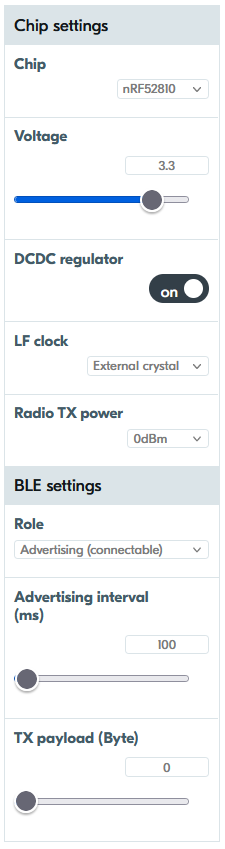 Chip settings
Chip
nRF52810
Voltage
3.3
DCDC regulator
on
LF clock
External crystal
Radio TX power
0dBm
BLE settings
Role
Advertising (connectable)
Advertising interval
(ms)
100
TX payload (Byte)
0